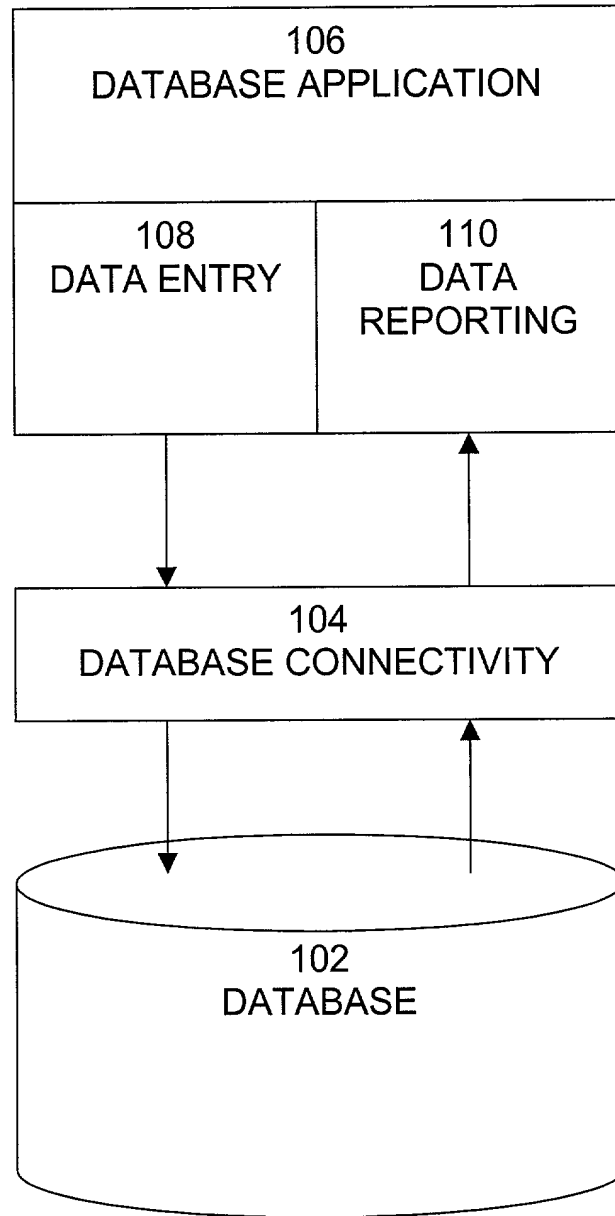 106
DATABASE APPLICATION
108
DATA ENTRY
110
DATA
REPORTING
104
DATABASE CONNECTIVITY
102
DATABASE